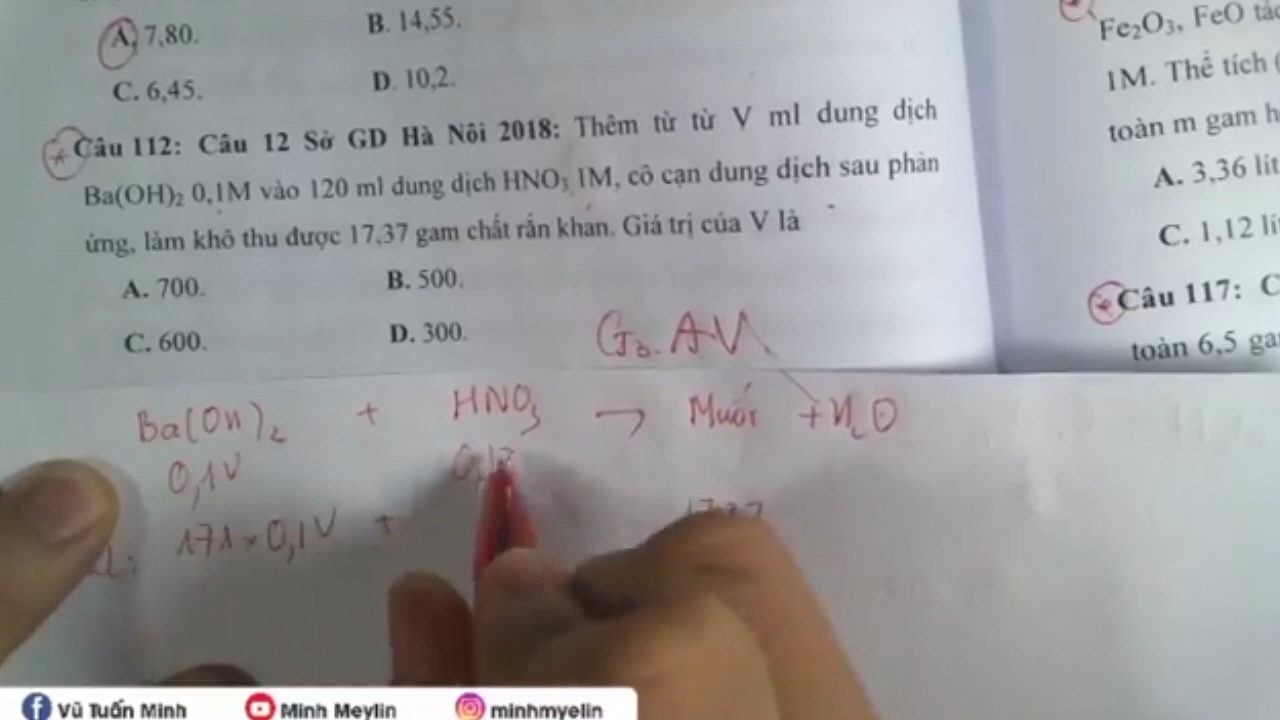 A. 7,80.
B. 14,55.
C. 6,45.
D. 10,2.
Câu 112: Câu 12 Sở GD Hà Nôi 2018: Thêm từ từ V ml dung dịch
Ba(OH)₂ 0,1M vào 120 ml dung dịch HNO₃ 1M, cô cạn dung dịch sau phản
ứng, làm khô thu được 17,37 gam chất rắn khan. Giá trị của V là
A. 700.
B. 500.
C. 600.
D. 300.
Fe₂O₃, FeO tác
1M. Thể tích (
toàn m gam h
A. 3,36 lít
C. 1,12 lí
Câu 117: C
toàn 6,5 ga
Ba(OH)₂ + HNO₃ → Muối + H₂O
0,1V
171×0,1V +
Vũ Tuấn Minh
Minh Meylin
minhmyelin